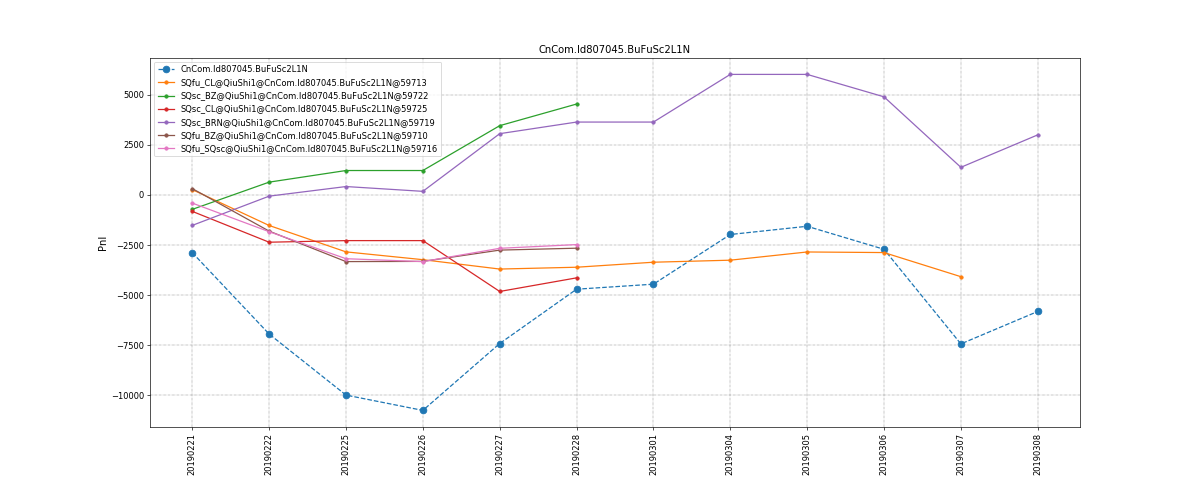 CnCom.Id807045.BuFuSc2L1N
CnCom.Id807045.BuFuSc2L1N
SQfu_CL@QiuShi1@CnCom.Id807045.BuFuSc2L1N@59713
SQsc_BZ@QiuShi1@CnCom.Id807045.BuFuSc2L1N@59722
SQsc_CL@QiuShi1@CnCom.Id807045.BuFuSc2L1N@59725
SQsc_BRN@QiuShi1@CnCom.Id807045.BuFuSc2L1N@59719
SQfu_BZ@QiuShi1@CnCom.Id807045.BuFuSc2L1N@59710
SQfu_SQsc@QiuShi1@CnCom.Id807045.BuFuSc2L1N@59716
5000
2500
0
−2500
−5000
−7500
−10000
Pnl
20190221
20190222
20190225
20190226
20190227
20190228
20190301
20190304
20190305
20190306
20190307
20190308